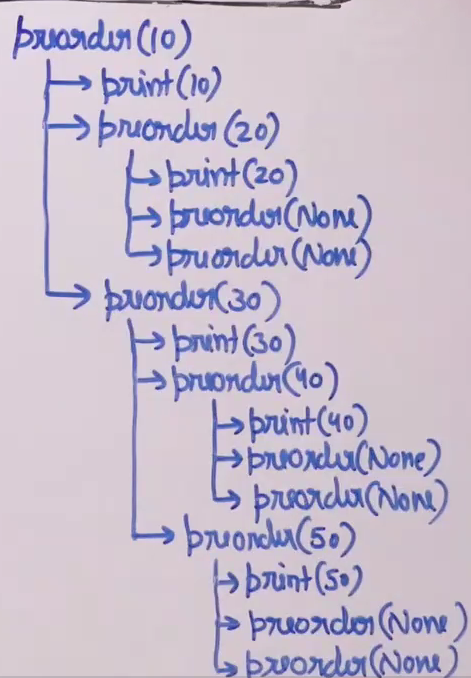 preorder(10)
print(10)
preorder(20)
print(20)
preorder(None)
preorder(None)
preorder(30)
print(30)
preorder(40)
print(40)
preorder(None)
preorder(None)
preorder(50)
print(50)
preorder(None)
preorder(None)